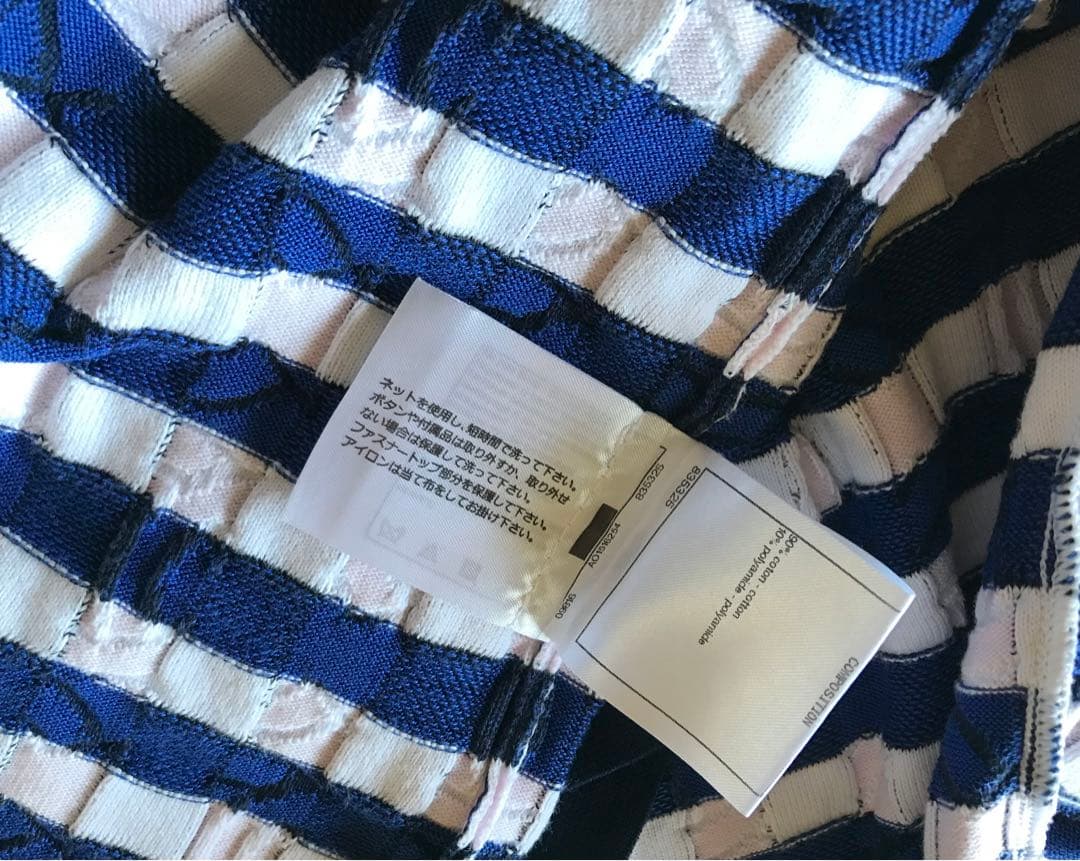 ネットを使用し、短時間で洗って下さい。
ボタンや付属品は取り外すか、取り外せ
ない場合は保護して洗って下さい。
ファスナートップ部分を保護して下さい。
アイロンは当て布をしてお掛け下さい。
835325
835325
90% coton - cotton
10% polyamide - polyamide
COMPOSITION